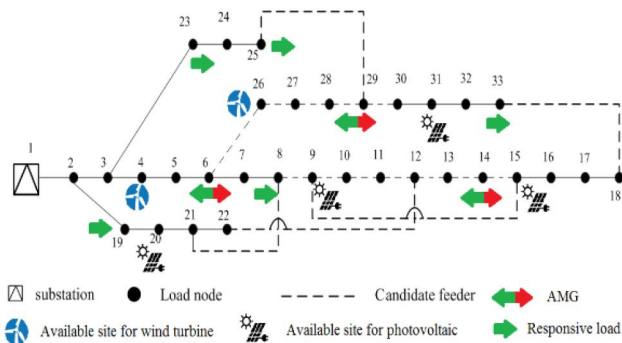 23 24 25
26 27 28 29 30 31 32 33
1 2 3 4 5 6 7 8 9 10 11 12 13 14 15 16 17 18
19 20 21 22
substation Load node Candidate feeder AMG
Available site for wind turbine Available site for photovoltaic Responsive load